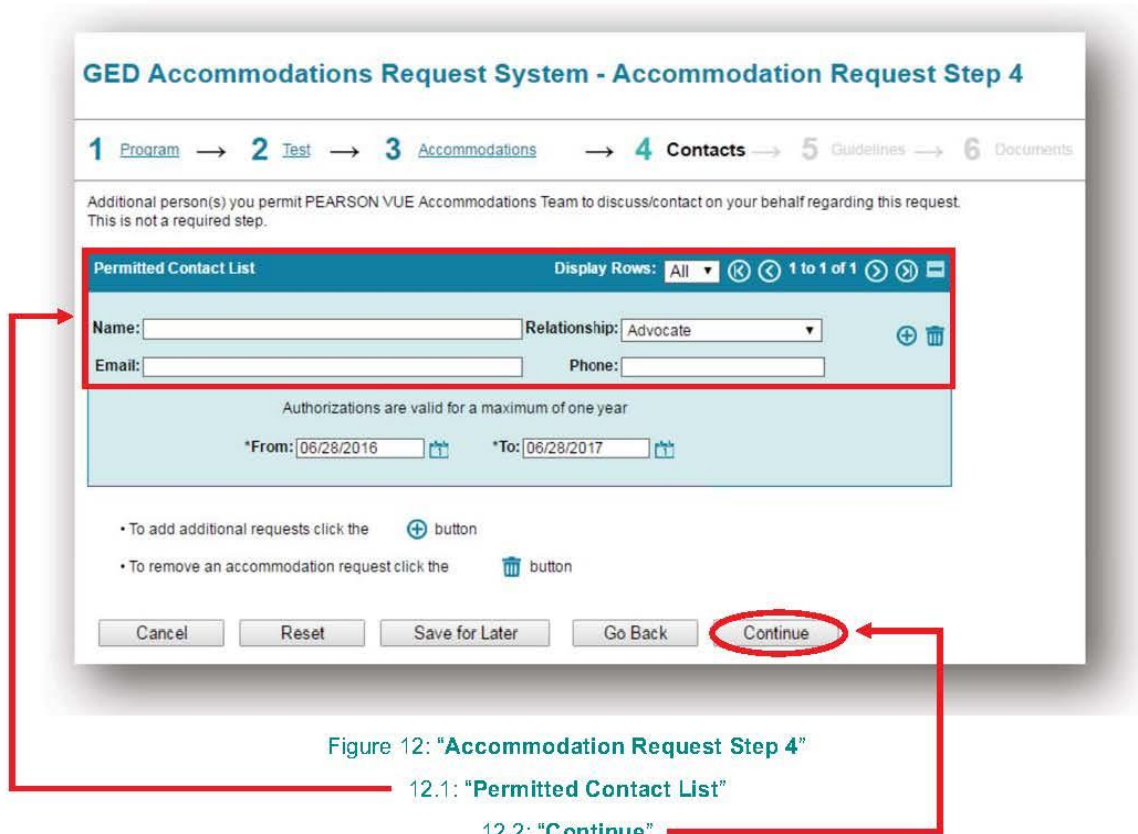 GED Accommodations Request System - Accommodation Request Step 4
1 Program → 2 Test → 3 Accommodations → 4 Contacts → 5 Guidelines → 6 Documents
Additional person(s) you permit PEARSON VUE Accommodations Team to discuss/contact on your behalf regarding this request.
This is not a required step.
Permitted Contact List Display Rows: All 1 to 1 of 1
Name: Relationship: Advocate
Email: Phone:
Authorizations are valid for a maximum of one year
*From: 06/28/2016 *To: 06/28/2017
• To add additional requests click the button
• To remove an accommodation request click the button
Cancel Reset Save for Later Go Back Continue
Figure 12: "Accommodation Request Step 4"
12.1: "Permitted Contact List"
12.2: "Continue"